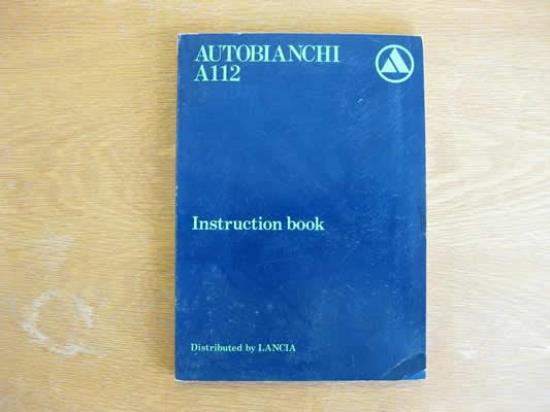 AUTOBIANCHI
A112
Instruction book
Distributed by LANCIA